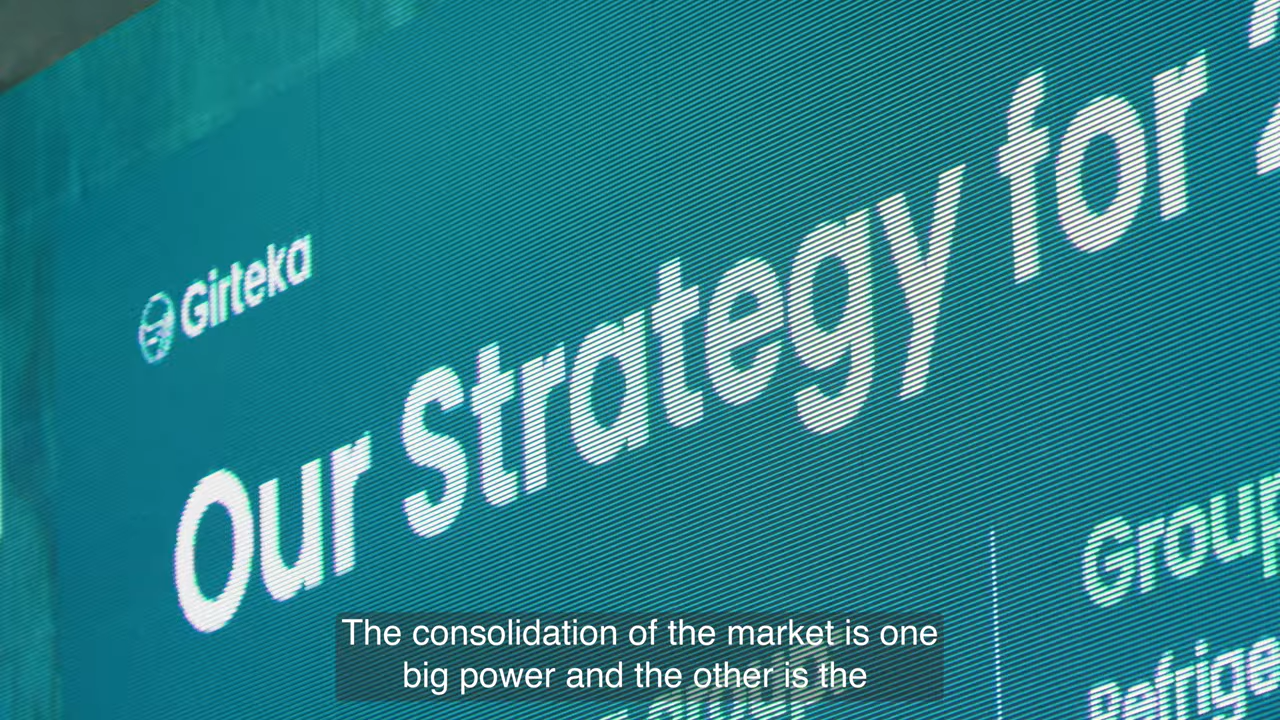 Girteka
Our Strategy for
Group
The consolidation of the market is one
big power and the other is the